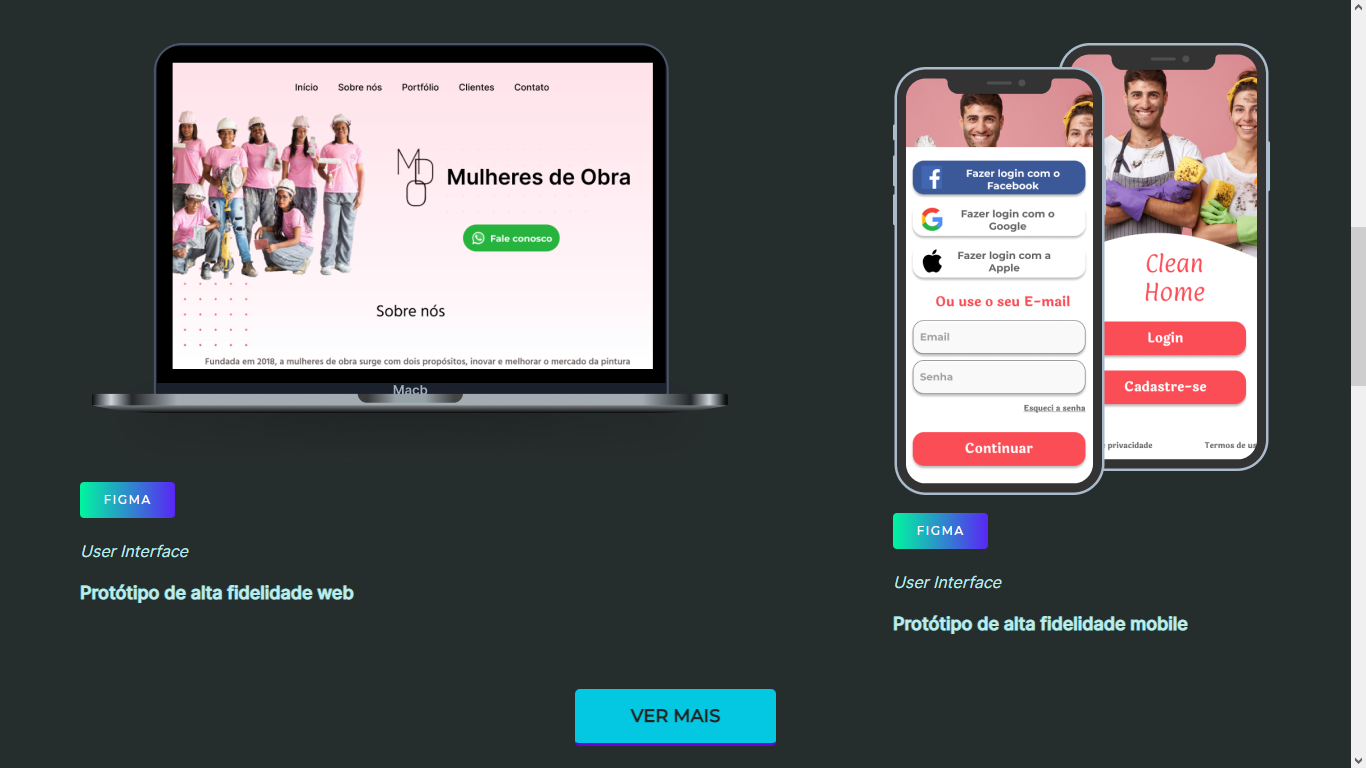 Início Sobre nós Portfólio Clientes Contato
MDO
Mulheres de Obra
Fale conosco
Sobre nós
Fundada em 2018, a mulheres de obra surge com dois propósitos, inovar e melhorar o mercado da pintura
Macb
FIGMA
User Interface
Protótipo de alta fidelidade web
Fazer login com o
Facebook
Fazer login com o
Google
Fazer login com a
Apple
Ou use o seu E-mail
Email
Senha
Esqueci a senha
Continuar
Clean
Home
Login
Cadastre-se
privacidade
Termos de us
FIGMA
User Interface
Protótipo de alta fidelidade mobile
VER MAIS